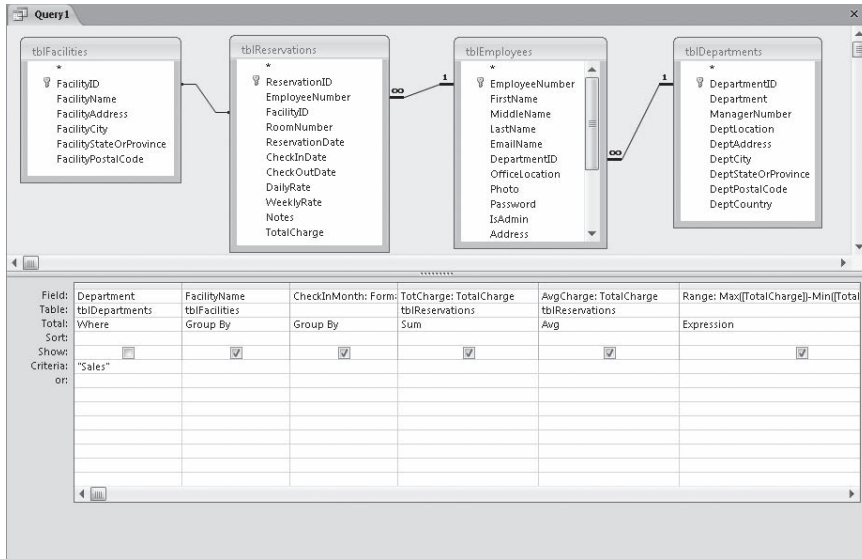 Query1
tblFacilities
*
FacilityID
FacilityName
FacilityAddress
FacilityCity
FacilityStateOrProvince
FacilityPostalCode
tblReservations
*
ReservationID
EmployeeNumber
FacilityID
RoomNumber
ReservationDate
CheckInDate
CheckOutDate
DailyRate
WeeklyRate
Notes
TotalCharge
∞ 1
tblEmployees
*
EmployeeNumber
FirstName
MiddleName
LastName
EmailName
DepartmentID
OfficeLocation
Photo
Password
IsAdmin
Address
∞ 1
tblDepartments
*
DepartmentID
Department
ManagerNumber
DeptLocation
DeptAddress
DeptCity
DeptStateOrProvince
DeptPostalCode
DeptCountry
Field: Department FacilityName CheckInMonth: Form TotCharge: TotalCharge AvgCharge: TotalCharge Range: Max([TotalCharge])-Min([Total
Table: tblDepartments tblFacilities tblReservations tblReservations
Total: Where Group By Group By Sum Avg Expression
Sort:
Show:
Criteria: "Sales"
or: